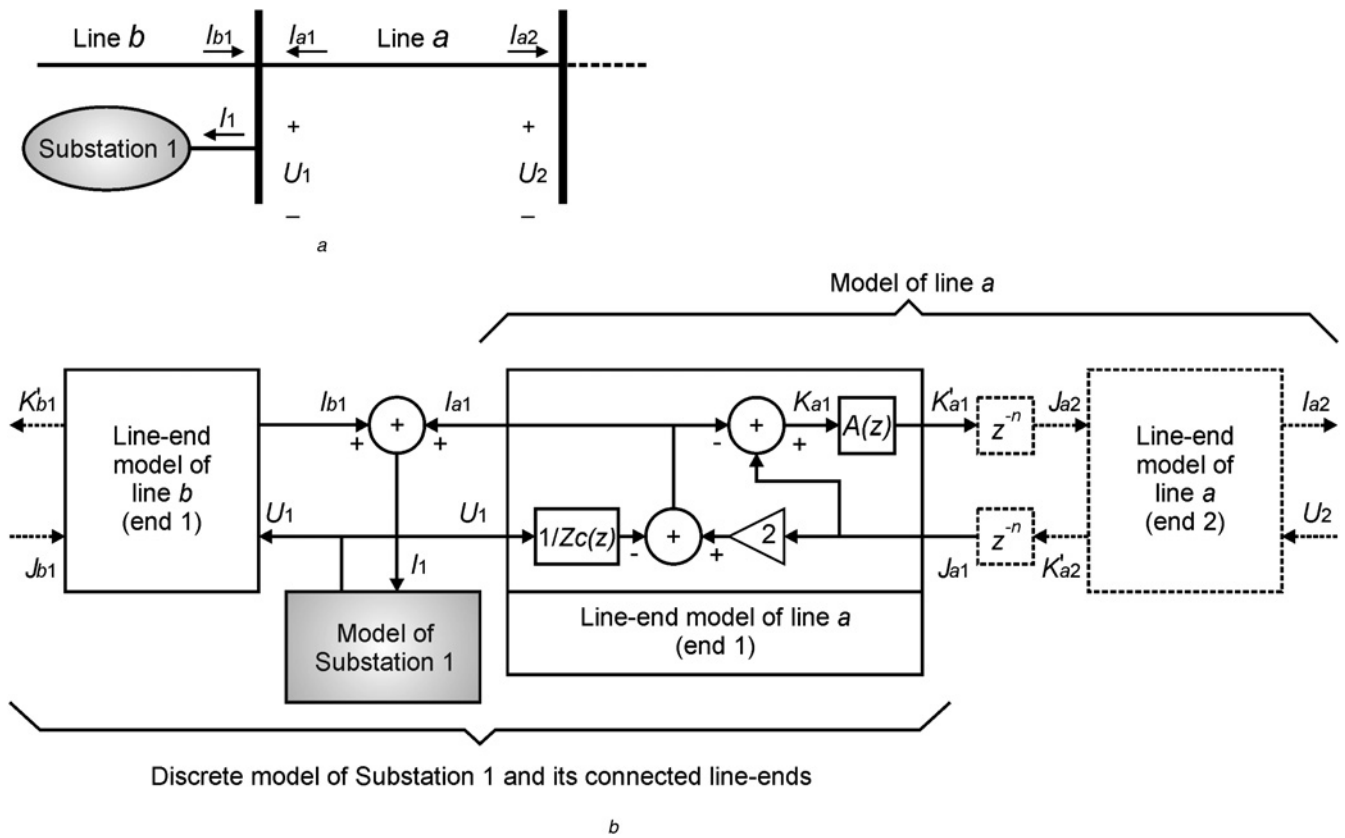 Line b
Ib1
Ia1
Line a
Ia2
I1
Substation 1
+
+
U1
U2
–
–
a
Model of line a
K'b1
Ib1
Ia1
Ka1
K'a1
Ja2
Ia2
+
+
+
-
+
+
A(z)
z-n
Line-end
model of
line b
(end 1)
Line-end
model of
line a
(end 2)
U1
U1
U2
1/Zc(z)
-
+
+
2
z-n
Jb1
I1
Ja1
K'a2
Model of
Substation 1
Line-end model of line a
(end 1)
Discrete model of Substation 1 and its connected line-ends
b